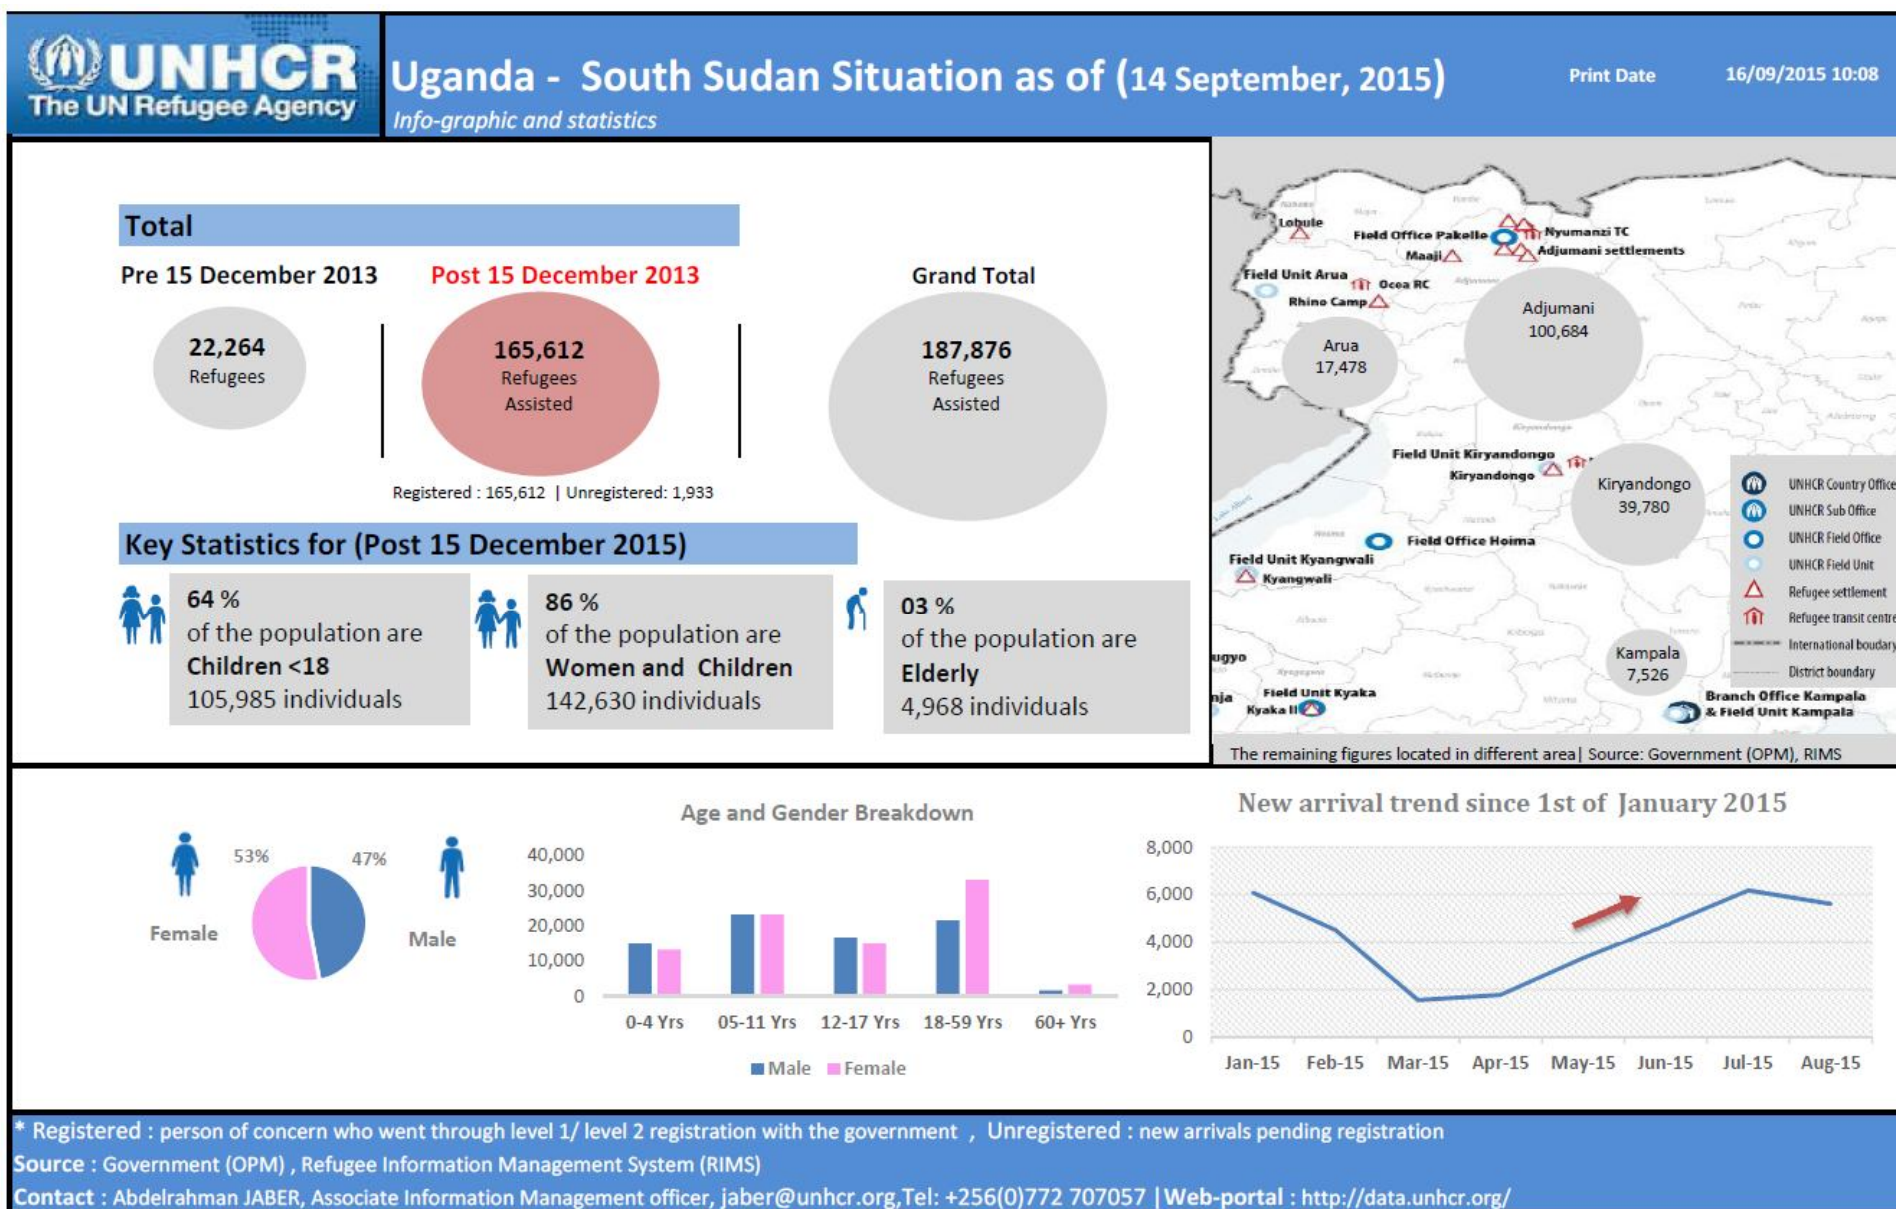 UNHCR
The UN Refugee Agency
Uganda -  South Sudan Situation as of (14 September, 2015)
Info-graphic and statistics
Print Date
16/09/2015 10:08
Total
Pre 15 December 2013
Post 15 December 2013
Grand Total
22,264
Refugees
165,612
Refugees
Assisted
187,876
Refugees
Assisted
Registered : 165,612 | Unregistered: 1,933
Key Statistics for (Post 15 December 2015)
64 %
of the population are
Children <18
105,985 individuals
86 %
of the population are
Women and  Children
142,630 individuals
03 %
of the population are
Elderly
4,968 individuals
Lobule
Field Office Pakelle
Nyumanzi TC
Maaji
Adjumani settlements
Field Unit Arua
Ocea RC
Rhino Camp
Adjumani
100,684
Arua
17,478
Field Unit Kiryandongo
Kiryandongo
Kiryandongo
39,780
Field Office Hoima
Field Unit Kyangwali
Kyangwali
Kampala
7,526
ugyo
nja
Field Unit Kyaka
Kyaka II
Branch Office Kampala
& Field Unit Kampala
UNHCR Country Office
UNHCR Sub Office
UNHCR Field Office
UNHCR Field Unit
Refugee settlement
Refugee transit centre
International boudary
District boundary
The remaining figures located in different area| Source: Government (OPM), RIMS
53%
47%
Female
Male
Age and Gender Breakdown
40,000
30,000
20,000
10,000
0
0-4 Yrs
05-11 Yrs
12-17 Yrs
18-59 Yrs
60+ Yrs
Male
Female
New arrival trend since 1st of  January 2015
8,000
6,000
4,000
2,000
0
Jan-15
Feb-15
Mar-15
Apr-15
May-15
Jun-15
Jul-15
Aug-15
* Registered : person of concern who went through level 1/ level 2 registration with the government  ,  Unregistered : new arrivals pending registration
Source : Government (OPM) , Refugee Information Management System (RIMS)
Contact : Abdelrahman JABER, Associate Information Management officer, jaber@unhcr.org,Tel: +256(0)772 707057 |Web-portal : http://data.unhcr.org/